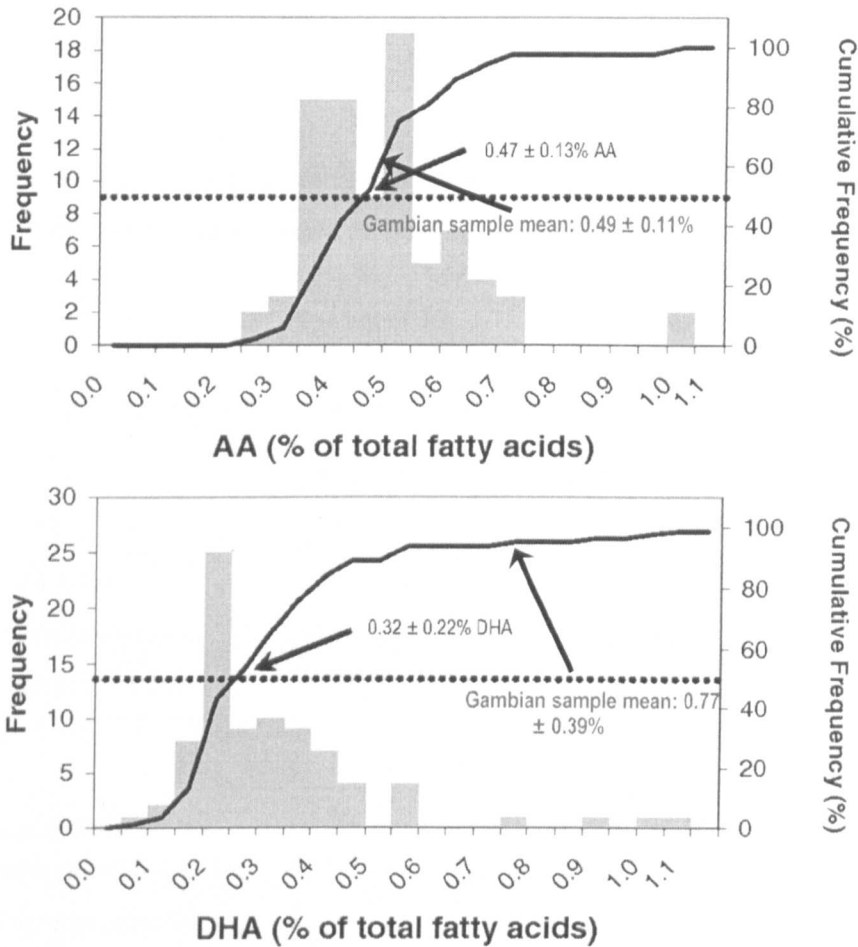 20
18
16
14
12
10
8
6
4
2
0
Frequency
100
80
60
40
20
0
Cumulative Frequency (%)
0.47 ± 0.13% AA
Gambian sample mean: 0.49 ± 0.11%
0.0 0.1 0.2 0.3 0.4 0.5 0.6 0.7 0.8 0.9 1.0 1.1
AA (% of total fatty acids)
30
25
20
15
10
5
0
Frequency
100
80
60
40
20
0
Cumulative Frequency (%)
0.32 ± 0.22% DHA
Gambian sample mean: 0.77
± 0.39%
0.0 0.1 0.2 0.3 0.4 0.5 0.6 0.7 0.8 0.9 1.0 1.1
DHA (% of total fatty acids)